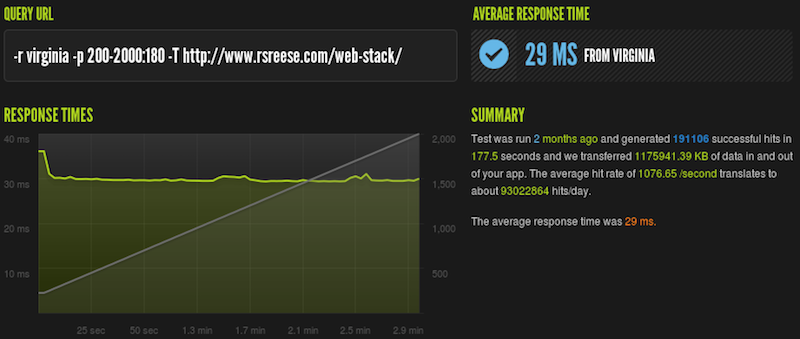 QUERY URL
-r virginia -p 200-2000:180 -T http://www.rsreese.com/web-stack/
AVERAGE RESPONSE TIME
29 MS FROM VIRGINIA
RESPONSE TIMES
40 ms
30 ms
20 ms
10 ms
2,000
1,500
1,000
500
25 sec 50 sec 1.3 min 1.7 min 2.1 min 2.5 min 2.9 min
SUMMARY
Test was run 2 months ago and generated 191106 successful hits in
177.5 seconds and we transferred 1175941.39 KB of data in and out
of your app. The average hit rate of 1076.65 /second translates to
about 93022864 hits/day.
The average response time was 29 ms.